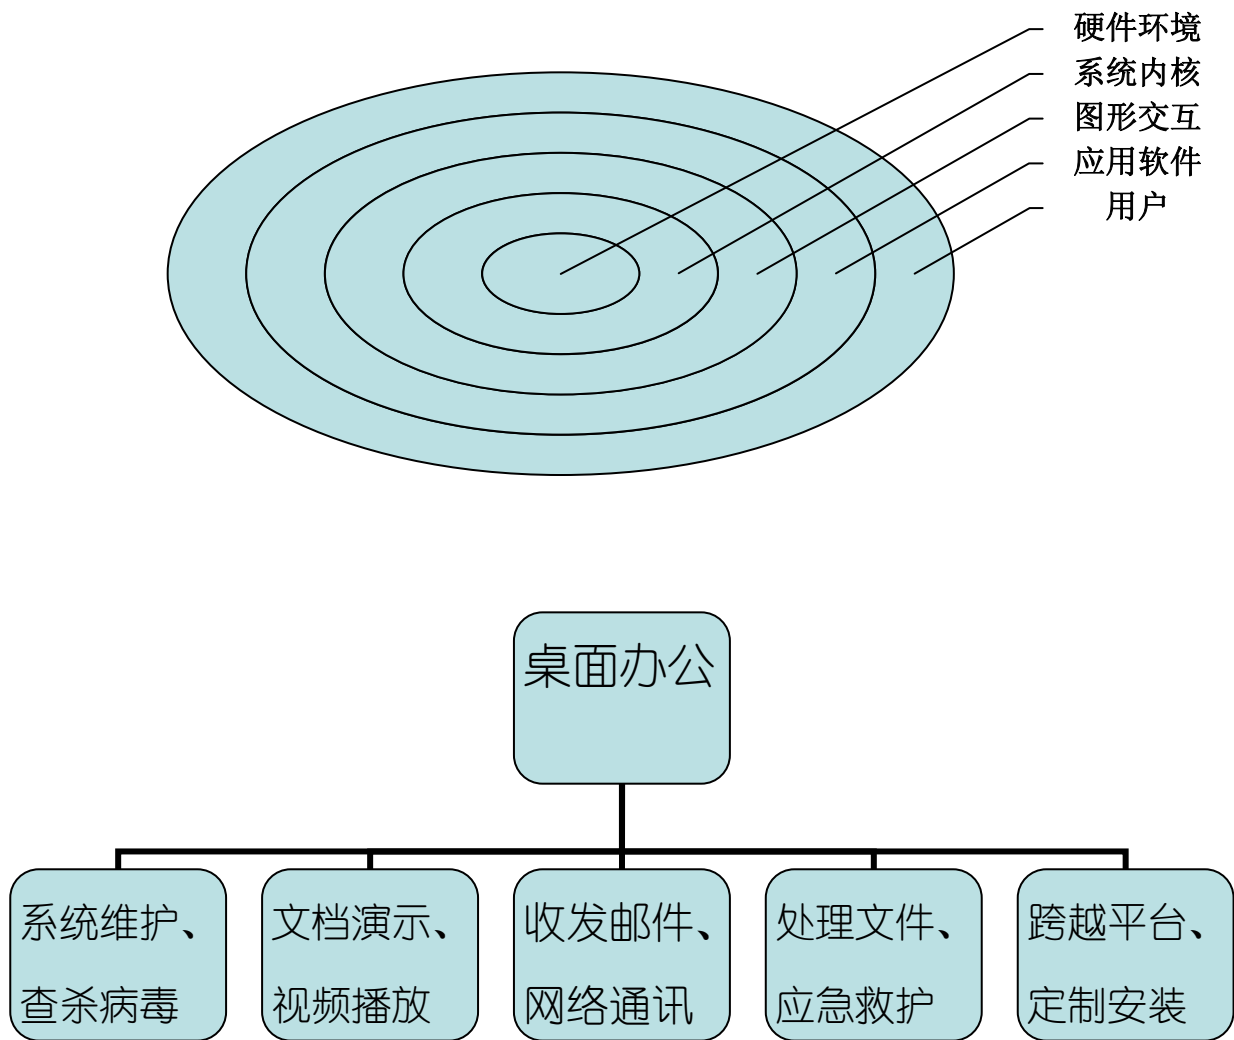 硬件环境
系统内核
图形交互
应用软件
用户
桌面办公
系统维护、
查杀病毒
文档演示、
视频播放
收发邮件、
网络通讯
处理文件、
应急救护
跨越平台、
定制安装